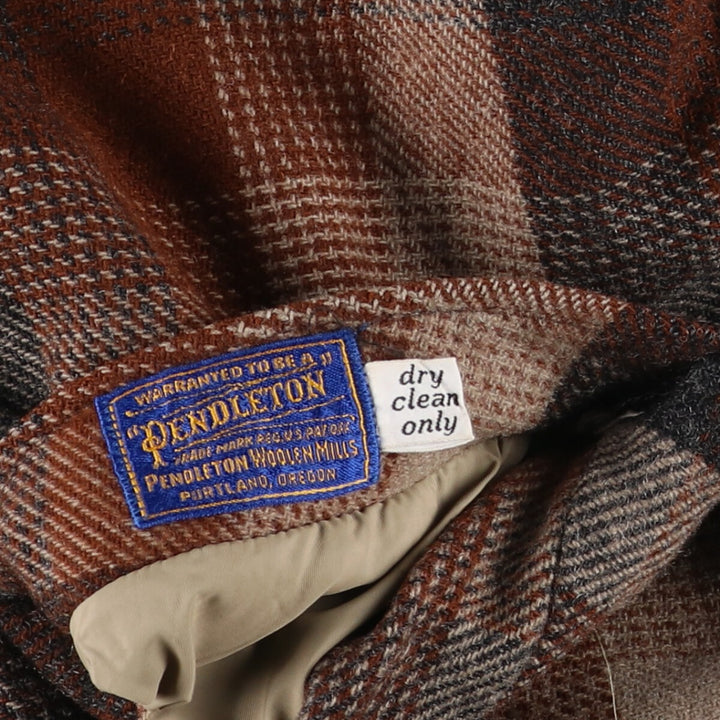 WARRANTED TO BE A
"PENDLETON"
TRADE MARK REG. U.S. PAT. OFF.
PENDLETON WOOLEN MILLS
PORTLAND, OREGON
dry
clean
only